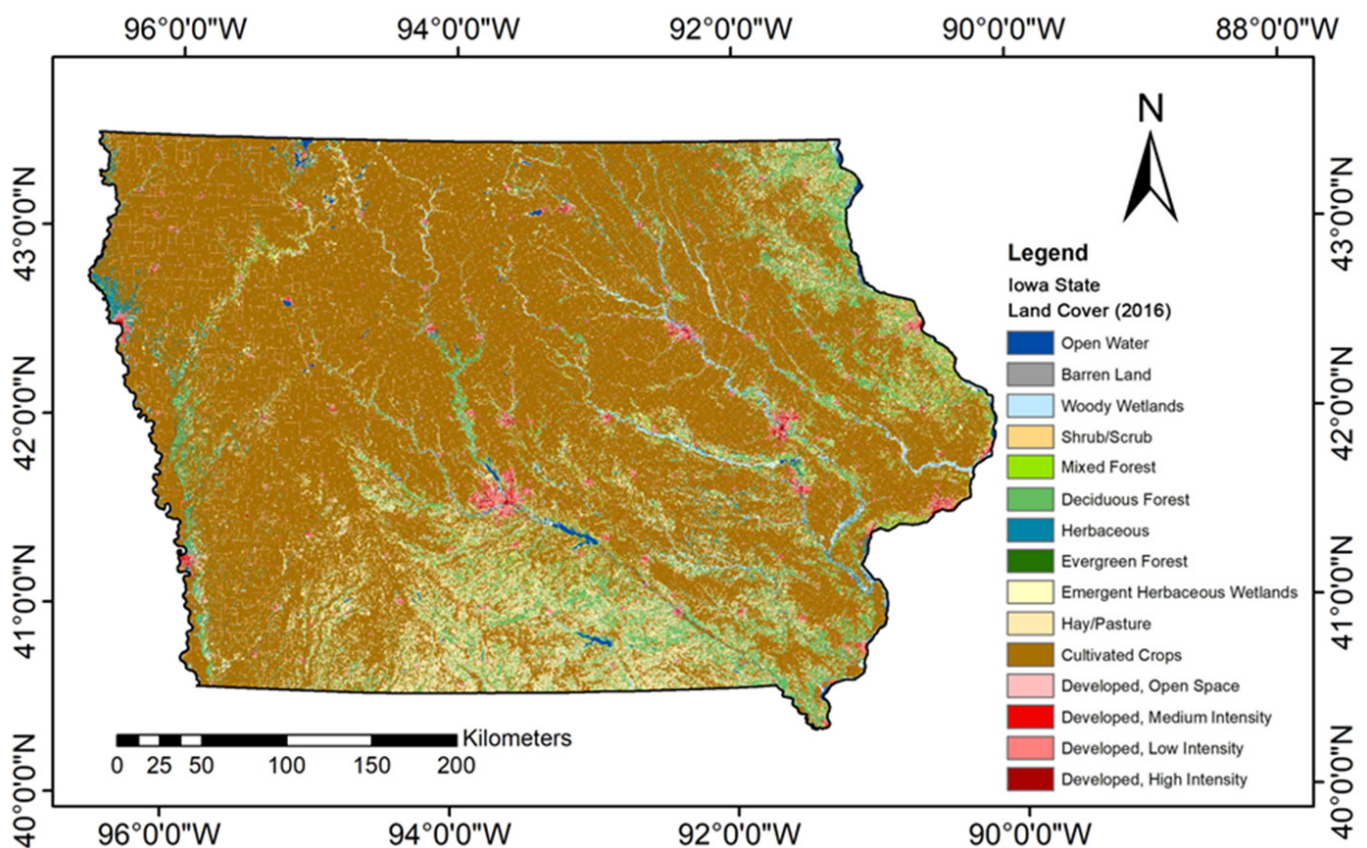 96°0'0"W 94°0'0"W 92°0'0"W 90°0'0"W 88°0'0"W
N
43°0'0"N
43°0'0"N
Legend
Iowa State
Land Cover (2016)
Open Water
Barren Land
Woody Wetlands
Shrub/Scrub
Mixed Forest
Deciduous Forest
Herbaceous
Evergreen Forest
Emergent Herbaceous Wetlands
Hay/Pasture
Cultivated Crops
Developed, Open Space
Developed, Medium Intensity
Developed, Low Intensity
Developed, High Intensity
42°0'0"N
42°0'0"N
41°0'0"N
41°0'0"N
40°0'0"N
40°0'0"N
Kilometers
0 25 50 100 150 200
96°0'0"W 94°0'0"W 92°0'0"W 90°0'0"W